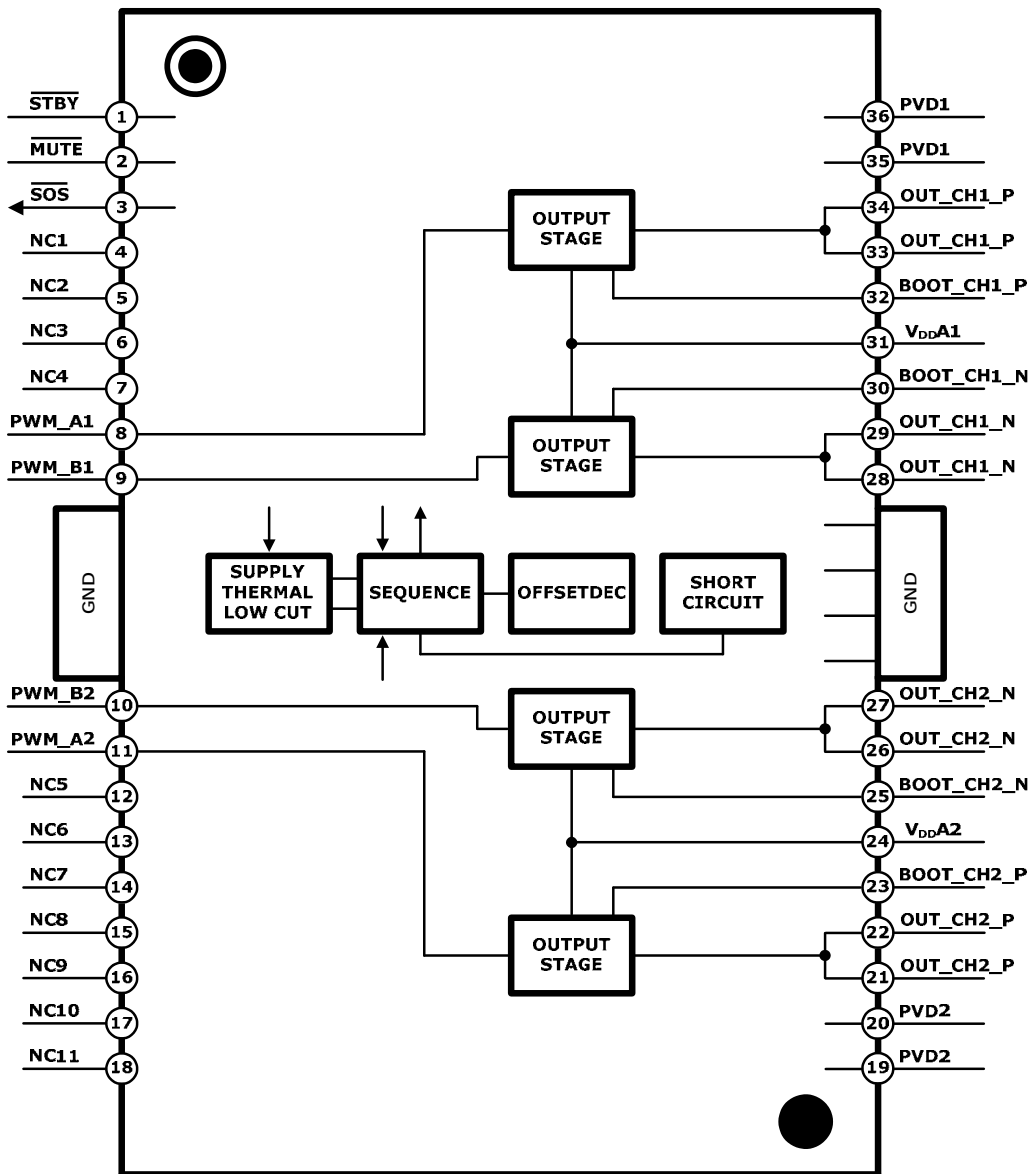 STBY
1
MUTE
2
SOS
3
NC1
4
NC2
5
NC3
6
NC4
7
PWM_A1
8
PWM_B1
9
GND
PWM_B2
10
PWM_A2
11
NC5
12
NC6
13
NC7
14
NC8
15
NC9
16
NC10
17
NC11
18
OUTPUT
STAGE
OUTPUT
STAGE
SUPPLY
THERMAL
LOW CUT
SEQUENCE
OFFSETDEC
SHORT
CIRCUIT
OUTPUT
STAGE
OUTPUT
STAGE
36
PVD1
35
PVD1
34
OUT_CH1_P
33
OUT_CH1_P
32
BOOT_CH1_P
31
VDDA1
30
BOOT_CH1_N
29
OUT_CH1_N
28
OUT_CH1_N
GND
27
OUT_CH2_N
26
OUT_CH2_N
25
BOOT_CH2_N
24
VDDA2
23
BOOT_CH2_P
22
OUT_CH2_P
21
OUT_CH2_P
20
PVD2
19
PVD2